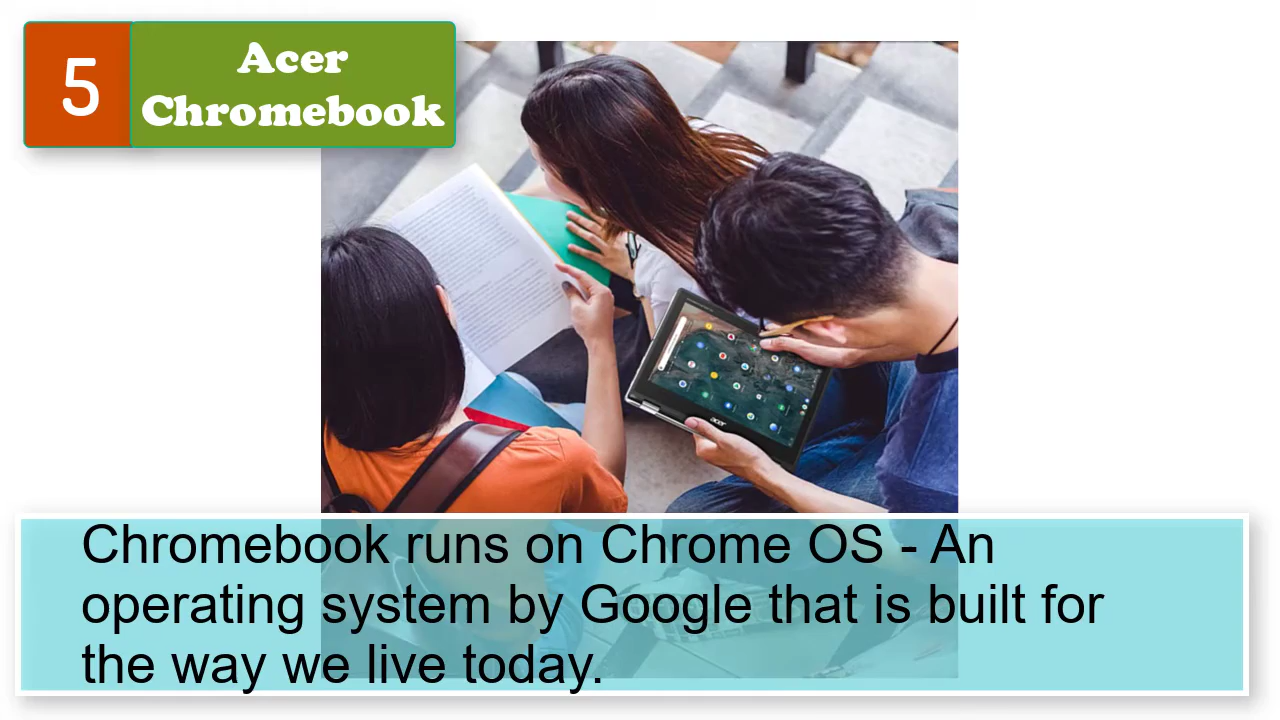 5
Acer
Chromebook
acer
Chromebook runs on Chrome OS - An
operating system by Google that is built for
the way we live today.